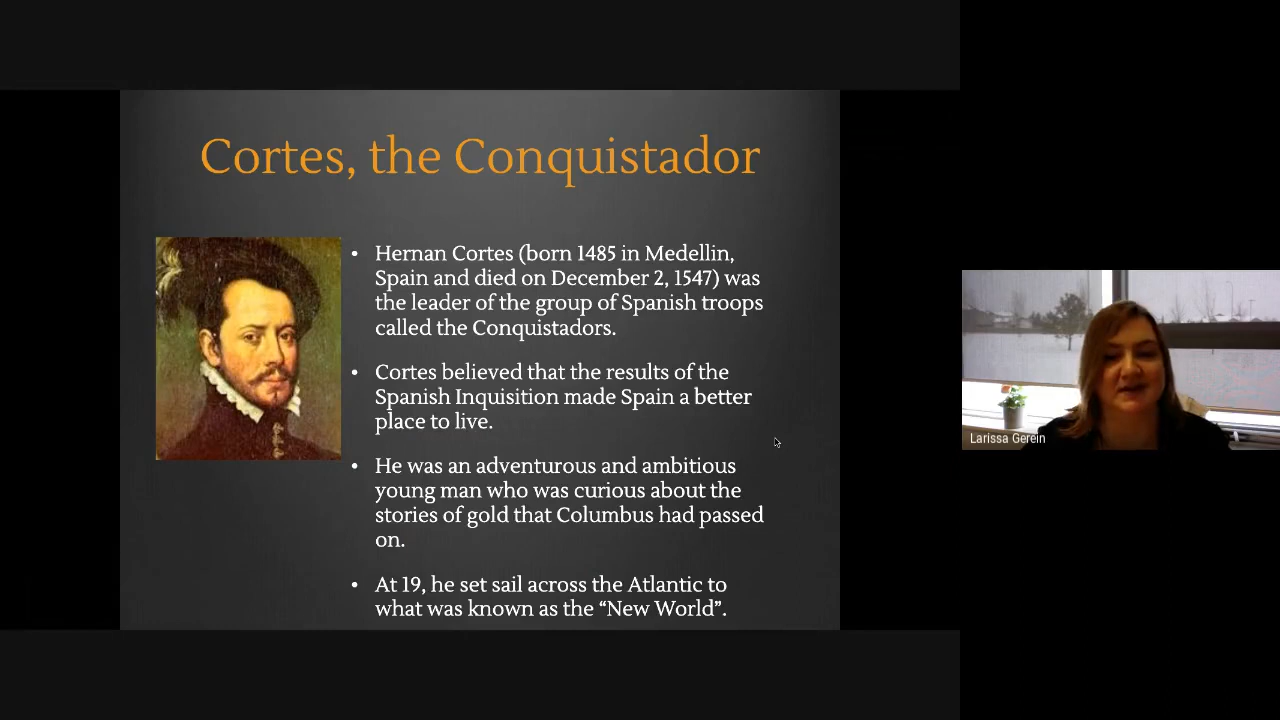 Cortes, the Conquistador
• Hernan Cortes (born 1485 in Medellin,
Spain and died on December 2, 1547) was
the leader of the group of Spanish troops
called the Conquistadors.
• Cortes believed that the results of the
Spanish Inquisition made Spain a better
place to live.
• He was an adventurous and ambitious
young man who was curious about the
stories of gold that Columbus had passed
on.
• At 19, he set sail across the Atlantic to
what was known as the “New World”.
Larissa Gerein